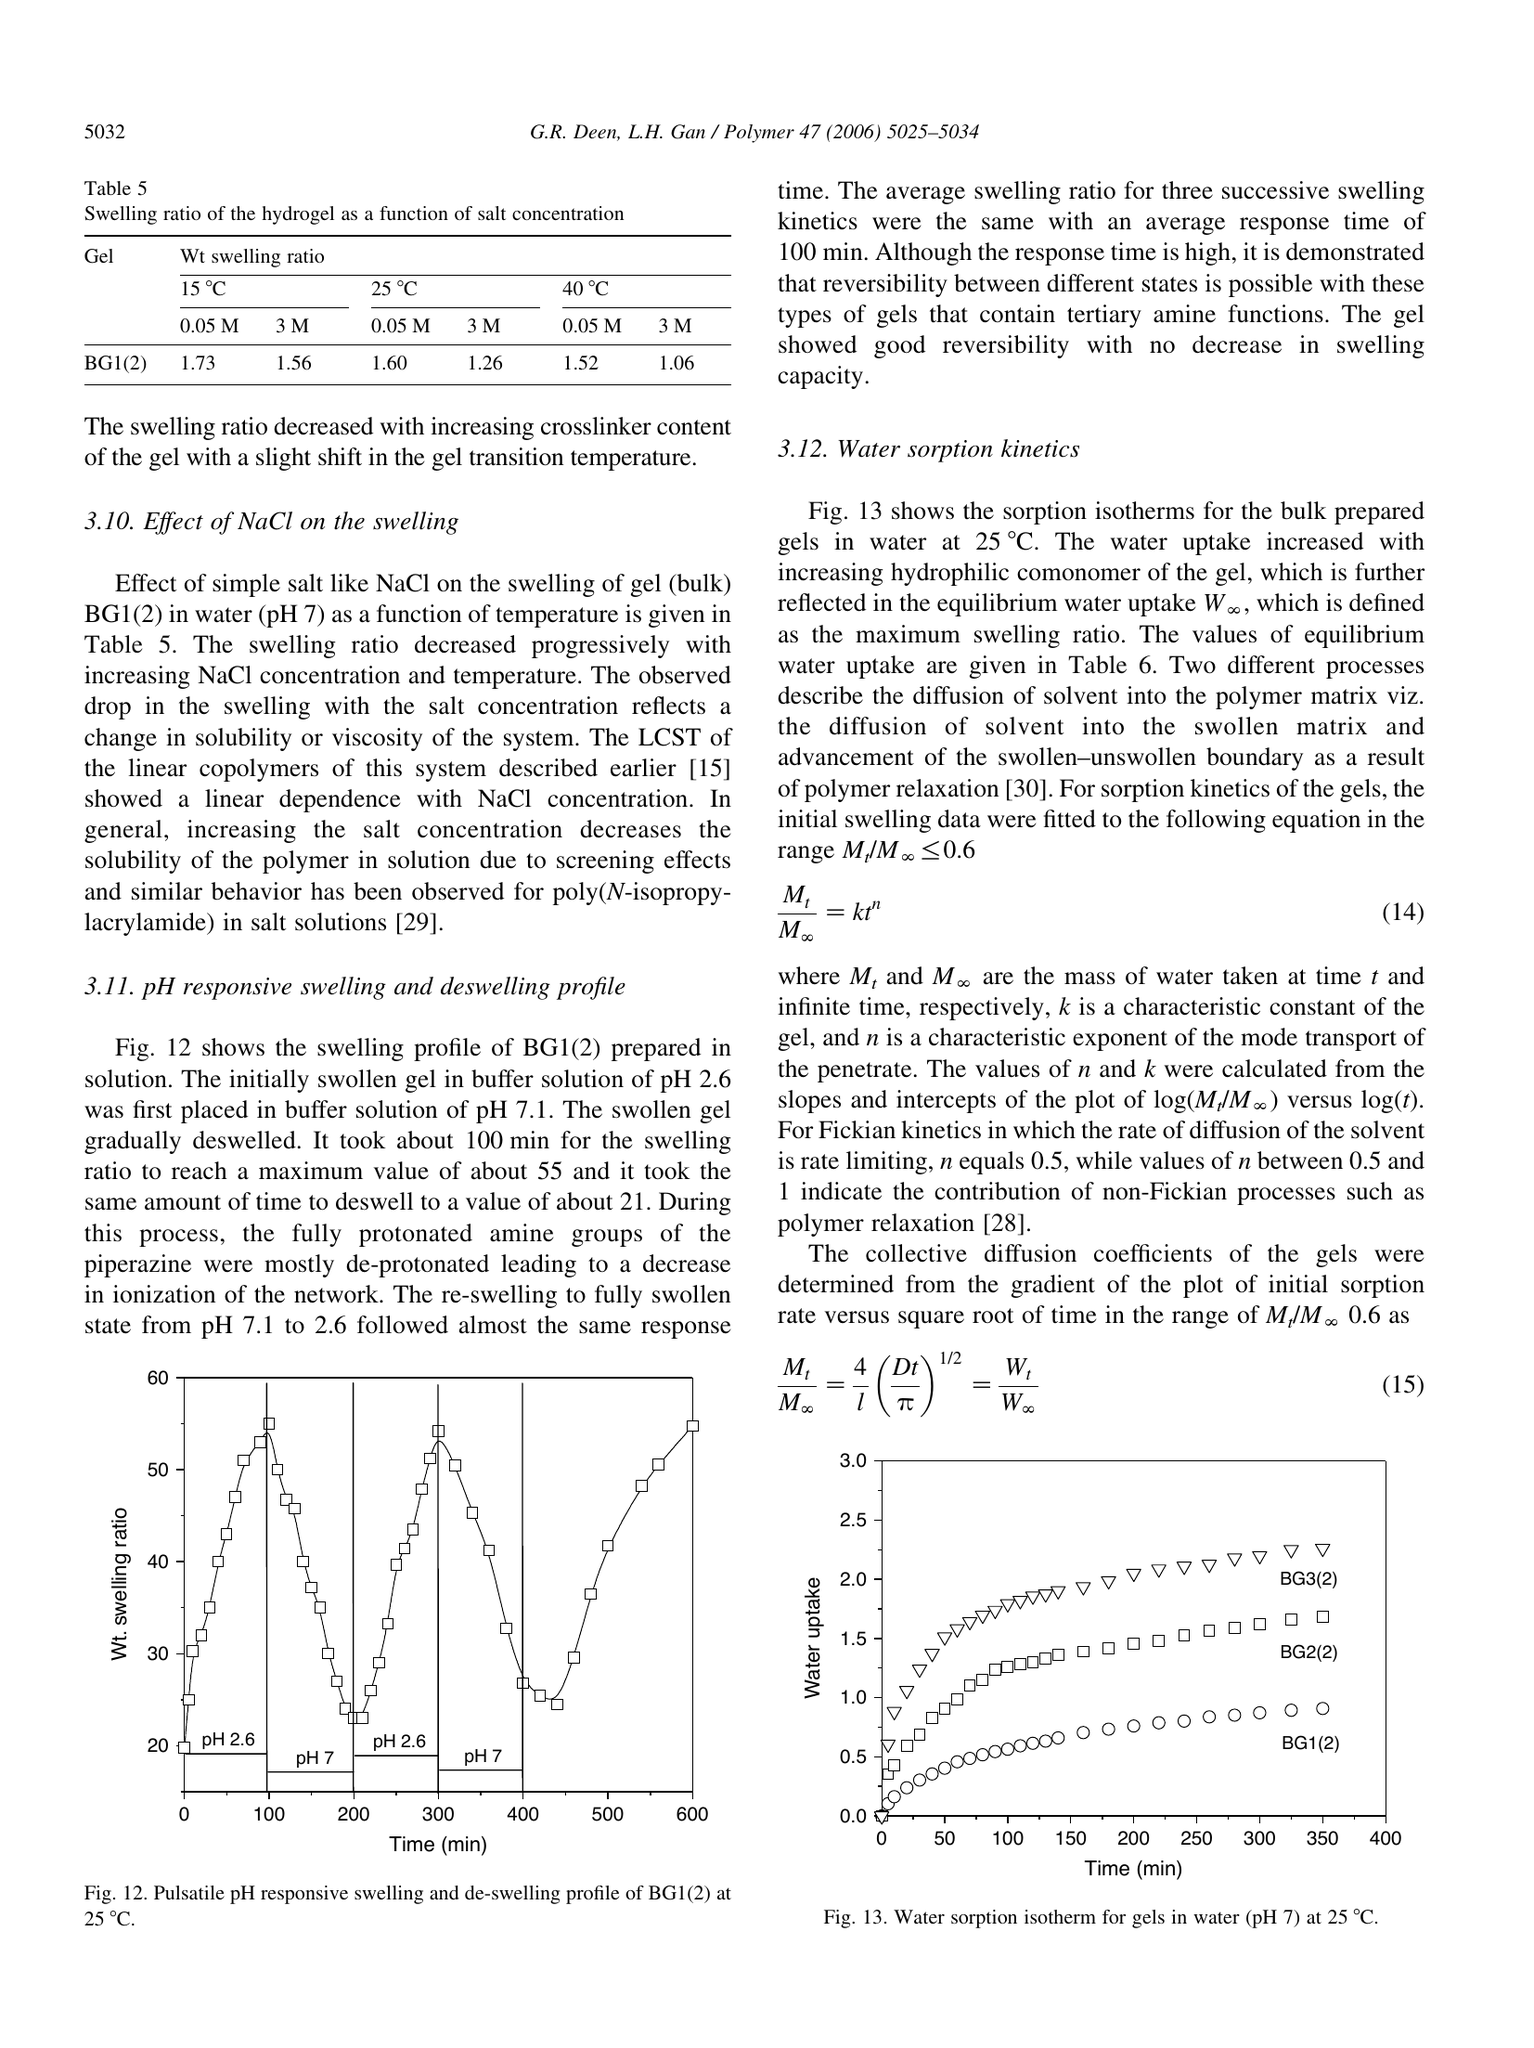 5032
G.R. Deen, L.H. Gan / Polymer 47 (2006) 5025–5034
Table 5
Swelling ratio of the hydrogel as a function of salt concentration
Gel Wt swelling ratio
15 °C 25 °C 40 °C
0.05 M 3 M 0.05 M 3 M 0.05 M 3 M
BG1(2) 1.73 1.56 1.60 1.26 1.52 1.06
The swelling ratio decreased with increasing crosslinker content
of the gel with a slight shift in the gel transition temperature.
3.10. Effect of NaCl on the swelling
Effect of simple salt like NaCl on the swelling of gel (bulk)
BG1(2) in water (pH 7) as a function of temperature is given in
Table 5. The swelling ratio decreased progressively with
increasing NaCl concentration and temperature. The observed
drop in the swelling with the salt concentration reflects a
change in solubility or viscosity of the system. The LCST of
the linear copolymers of this system described earlier [15]
showed a linear dependence with NaCl concentration. In
general, increasing the salt concentration decreases the
solubility of the polymer in solution due to screening effects
and similar behavior has been observed for poly(N-isopropy-
lacrylamide) in salt solutions [29].
3.11. pH responsive swelling and deswelling profile
Fig. 12 shows the swelling profile of BG1(2) prepared in
solution. The initially swollen gel in buffer solution of pH 2.6
was first placed in buffer solution of pH 7.1. The swollen gel
gradually deswelled. It took about 100 min for the swelling
ratio to reach a maximum value of about 55 and it took the
same amount of time to deswell to a value of about 21. During
this process, the fully protonated amine groups of the
piperazine were mostly de-protonated leading to a decrease
in ionization of the network. The re-swelling to fully swollen
state from pH 7.1 to 2.6 followed almost the same response
60
50
40
30
20
Wt. swelling ratio
pH 2.6
pH 7
pH 2.6
pH 7
0 100 200 300 400 500 600
Time (min)
Fig. 12. Pulsatile pH responsive swelling and de-swelling profile of BG1(2) at
25 °C.
time. The average swelling ratio for three successive swelling
kinetics were the same with an average response time of
100 min. Although the response time is high, it is demonstrated
that reversibility between different states is possible with these
types of gels that contain tertiary amine functions. The gel
showed good reversibility with no decrease in swelling
capacity.
3.12. Water sorption kinetics
Fig. 13 shows the sorption isotherms for the bulk prepared
gels in water at 25 °C. The water uptake increased with
increasing hydrophilic comonomer of the gel, which is further
reflected in the equilibrium water uptake W∞, which is defined
as the maximum swelling ratio. The values of equilibrium
water uptake are given in Table 6. Two different processes
describe the diffusion of solvent into the polymer matrix viz.
the diffusion of solvent into the swollen matrix and
advancement of the swollen–unswollen boundary as a result
of polymer relaxation [30]. For sorption kinetics of the gels, the
initial swelling data were fitted to the following equation in the
range Mt/M∞ ≤0.6
Mt/M∞ = ktⁿ (14)
where Mt and M∞ are the mass of water taken at time t and
infinite time, respectively, k is a characteristic constant of the
gel, and n is a characteristic exponent of the mode transport of
the penetrate. The values of n and k were calculated from the
slopes and intercepts of the plot of log(Mt/M∞) versus log(t).
For Fickian kinetics in which the rate of diffusion of the solvent
is rate limiting, n equals 0.5, while values of n between 0.5 and
1 indicate the contribution of non-Fickian processes such as
polymer relaxation [28].
The collective diffusion coefficients of the gels were
determined from the gradient of the plot of initial sorption
rate versus square root of time in the range of Mt/M∞ 0.6 as
Mt/M∞ = 4/l (Dt/π)^1/2 = Wt/W∞ (15)
3.0
2.5
2.0
1.5
1.0
0.5
0.0
Water uptake
BG3(2)
BG2(2)
BG1(2)
0 50 100 150 200 250 300 350 400
Time (min)
Fig. 13. Water sorption isotherm for gels in water (pH 7) at 25 °C.